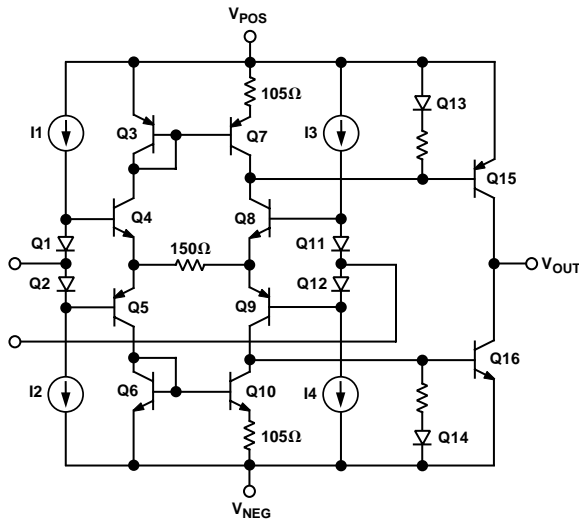 VPOS
105Ω
Q13
I1
Q3
Q7
I3
Q15
Q4
Q8
Q1
150Ω
Q11
VOUT
Q2
Q12
Q5
Q9
Q16
I2
Q6
Q10
I4
Q14
105Ω
VNEG